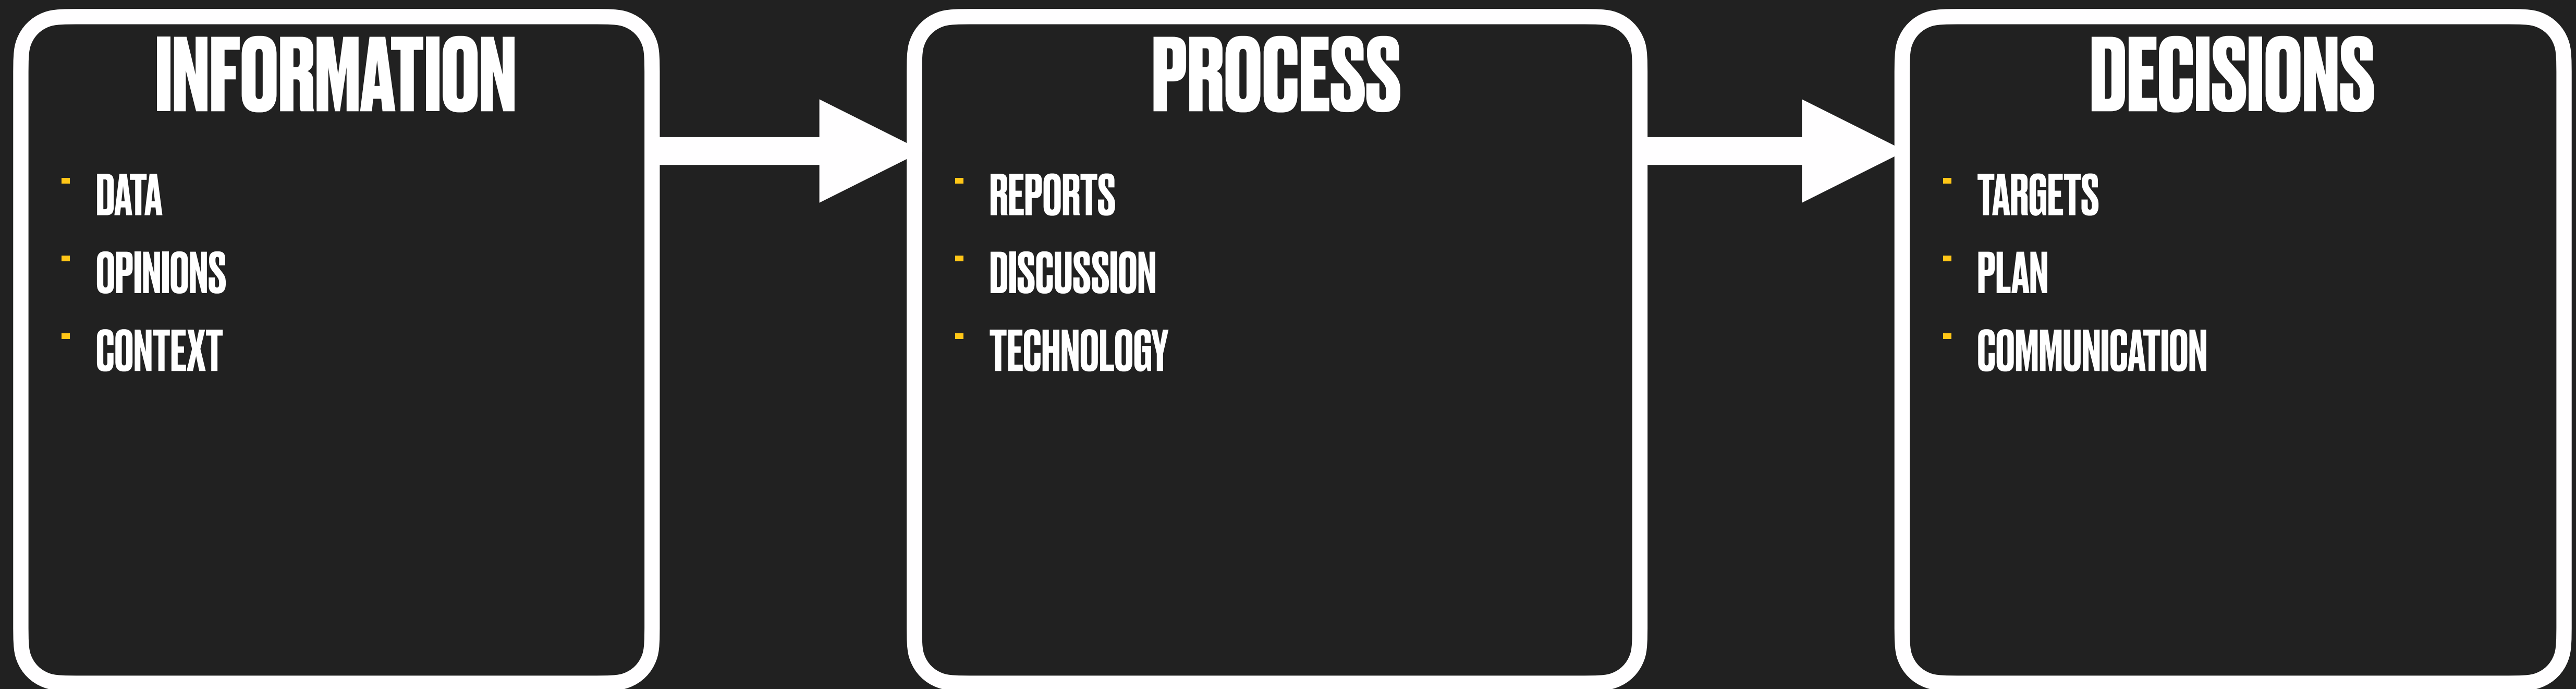 INFORMATION
DATA
OPINIONS
CONTEXT
PROCESS
REPORTS
DISCUSSION
TECHNOLOGY
DECISIONS
TARGETS
PLAN
COMMUNICATION